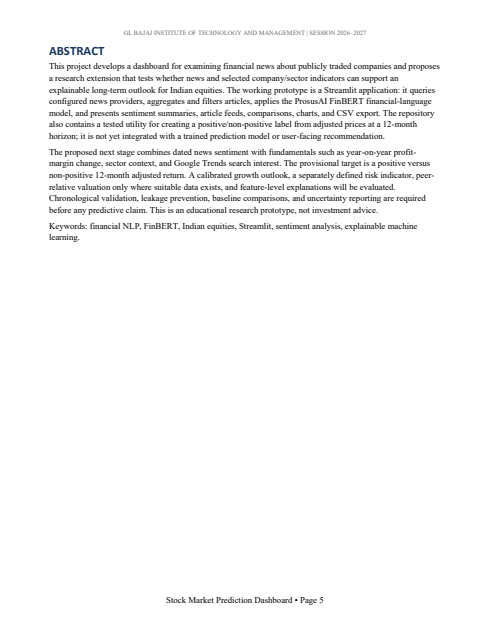 GL BAJAJ INSTITUTE OF TECHNOLOGY AND MANAGEMENT | SESSION 2026-2027
ABSTRACT
This project develops a dashboard for examining financial news about publicly traded companies and proposes
a research extension that tests whether news and selected company/sector indicators can support an
explainable long-term outlook for Indian equities. The working prototype is a Streamlit application: it queries
configured news providers, aggregates and filters articles, applies the ProsusAI FinBERT financial-language
model, and presents sentiment summaries, article feeds, comparisons, charts, and CSV export. The repository
also contains a tested utility for creating a positive/non-positive label from adjusted prices at a 12-month
horizon; it is not yet integrated with a trained prediction model or user-facing recommendation.
The proposed next stage combines dated news sentiment with fundamentals such as year-on-year profit-
margin change, sector context, and Google Trends search interest. The provisional target is a positive versus
non-positive 12-month adjusted return. A calibrated growth outlook, a separately defined risk indicator, peer-
relative valuation only where suitable data exists, and feature-level explanations will be evaluated.
Chronological validation, leakage prevention, baseline comparisons, and uncertainty reporting are required
before any predictive claim. This is an educational research prototype, not investment advice.
Keywords: financial NLP, FinBERT, Indian equities, Streamlit, sentiment analysis, explainable machine
learning.
Stock Market Prediction Dashboard • Page 5